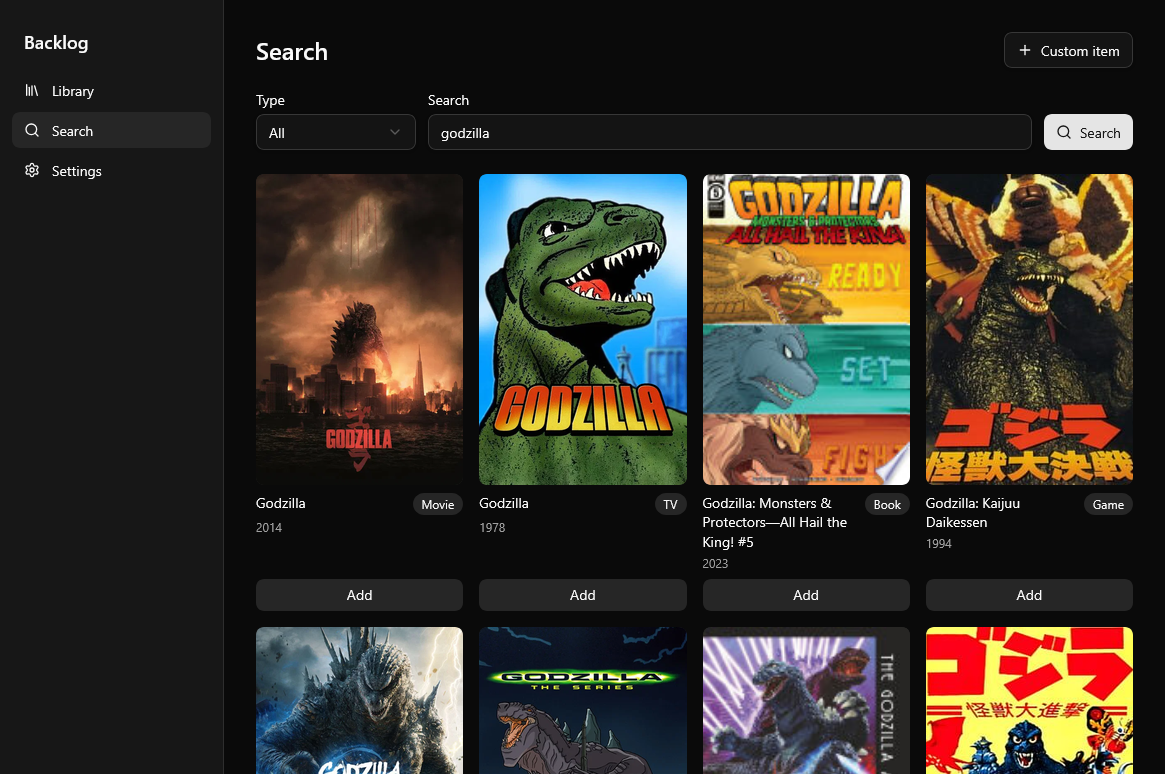 Backlog
Library
Search
Settings
Search
Custom item
Type
Search
All
godzilla
Search
GODZILLA
GODZILLA
GODZILLA
MONSTERS & PROTECTORS
ALL HAIL THE KING!
READY
SET
FIGHT
ゴジラ
怪獣大決戦
Godzilla
Movie
2014
Godzilla
TV
1978
Godzilla: Monsters &
Protectors—All Hail the
King! #5
Book
2023
Godzilla: Kaijuu
Daikessen
Game
1994
Add
Add
Add
Add
GODZILLA
GODZILLA
THE SERIES
THE GODZILLA
ゴジラ
怪獣大進撃